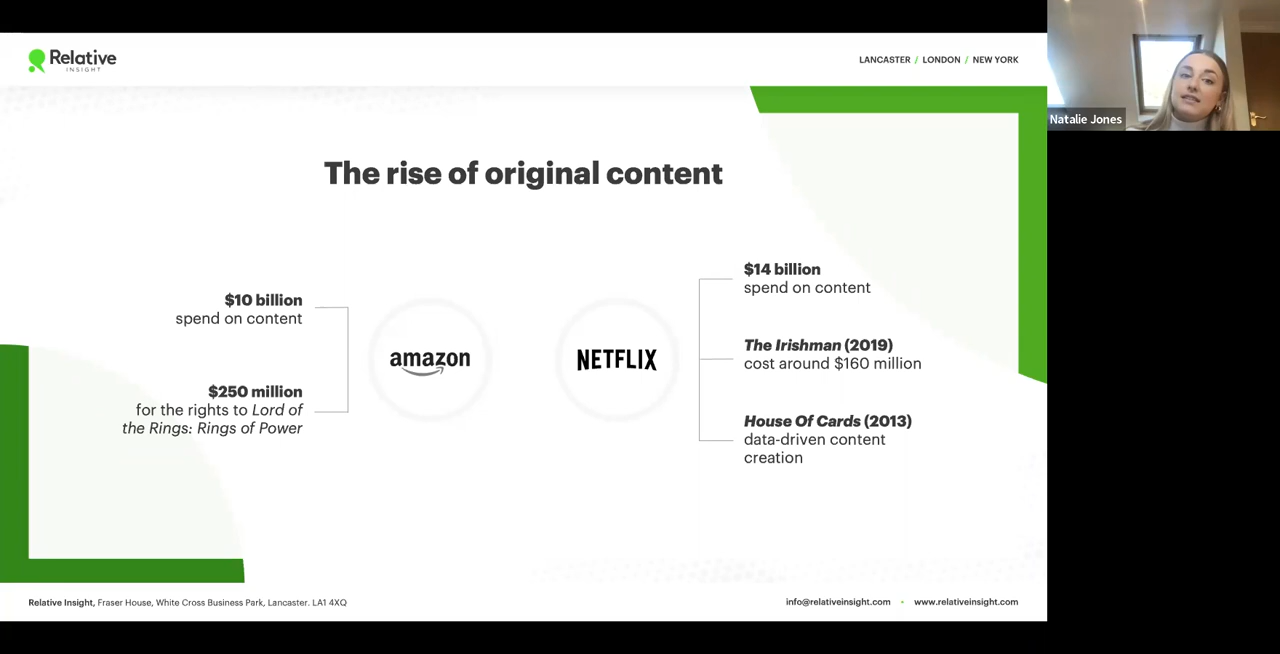 Relative
INSIGHT
LANCASTER / LONDON / NEW YORK
Natalie Jones
The rise of original content
$10 billion
spend on content
$250 million
for the rights to Lord of
the Rings: Rings of Power
amazon
NETFLIX
$14 billion
spend on content
The Irishman (2019)
cost around $160 million
House Of Cards (2013)
data-driven content
creation
Relative Insight, Fraser House, White Cross Business Park, Lancaster. LA1 4XQ
info@relativeinsight.com • www.relativeinsight.com